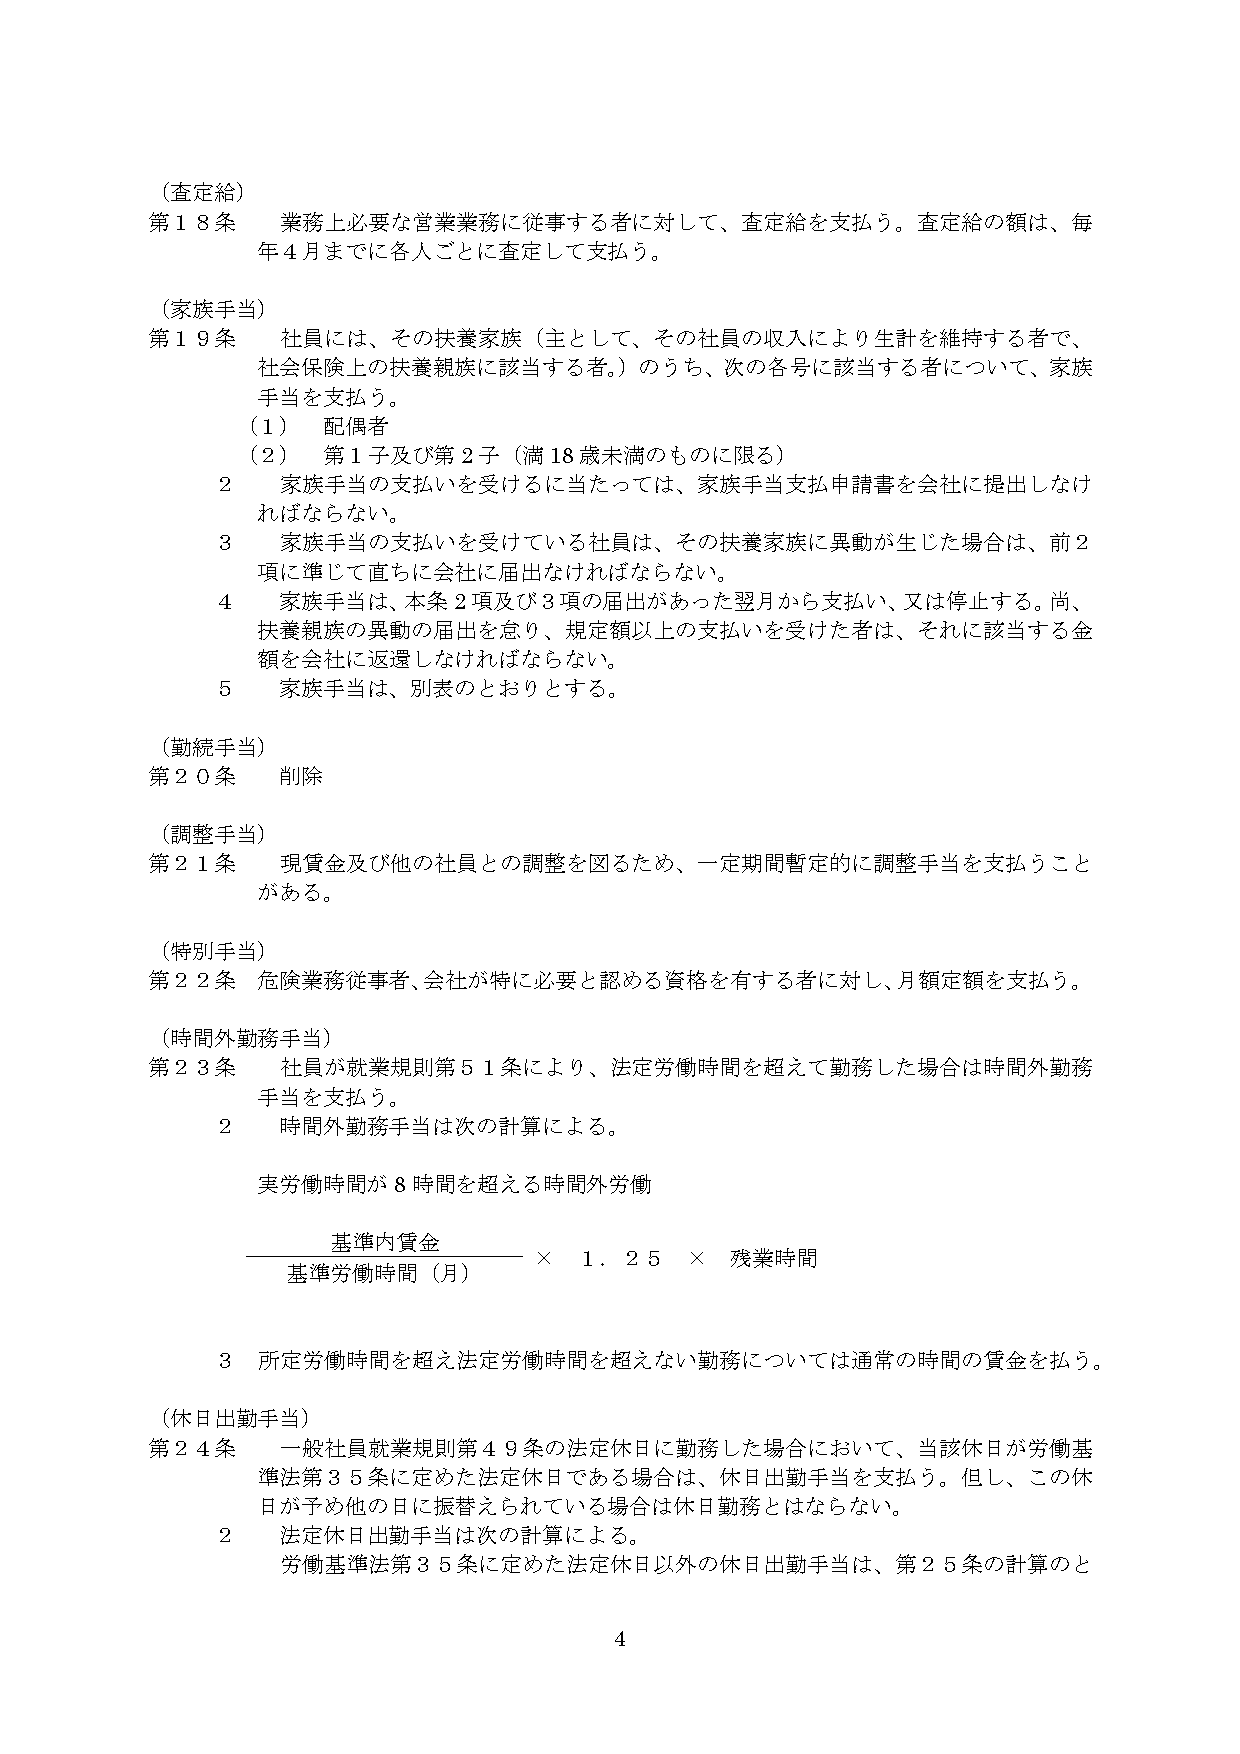 （査定給）
第１８条　　業務上必要な営業業務に従事する者に対して、査定給を支払う。査定給の額は、毎
年４月までに各人ごとに査定して支払う。
（家族手当）
第１９条　　社員には、その扶養家族（主として、その社員の収入により生計を維持する者で、
社会保険上の扶養親族に該当する者。）のうち、次の各号に該当する者について、家族
手当を支払う。
（１）　配偶者
（２）　第１子及び第２子（満18歳未満のものに限る）
２　　家族手当の支払いを受けるに当たっては、家族手当支払申請書を会社に提出しなけ
ればならない。
３　　家族手当の支払いを受けている社員は、その扶養家族に異動が生じた場合は、前２
項に準じて直ちに会社に届出なければならない。
４　　家族手当は、本条２項及び３項の届出があった翌月から支払い、又は停止する。尚、
扶養親族の異動の届出を怠り、規定額以上の支払いを受けた者は、それに該当する金
額を会社に返還しなければならない。
５　　家族手当は、別表のとおりとする。
（勤続手当）
第２０条　　削除
（調整手当）
第２１条　　現賃金及び他の社員との調整を図るため、一定期間暫定的に調整手当を支払うこと
がある。
（特別手当）
第２２条　危険業務従事者、会社が特に必要と認める資格を有する者に対し、月額定額を支払う。
（時間外勤務手当）
第２３条　　社員が就業規則第５１条により、法定労働時間を超えて勤務した場合は時間外勤務
手当を支払う。
２　　時間外勤務手当は次の計算による。
実労働時間が 8 時間を超える時間外労働
基準内賃金
×　１．２５　×　残業時間
基準労働時間（月）
３　所定労働時間を超え法定労働時間を超えない勤務については通常の時間の賃金を払う。
（休日出勤手当）
第２４条　　一般社員就業規則第４９条の法定休日に勤務した場合において、当該休日が労働基
準法第３５条に定めた法定休日である場合は、休日出勤手当を支払う。但し、この休
日が予め他の日に振替えられている場合は休日勤務とはならない。
２　　法定休日出勤手当は次の計算による。
労働基準法第３５条に定めた法定休日以外の休日出勤手当は、第２５条の計算のと
4